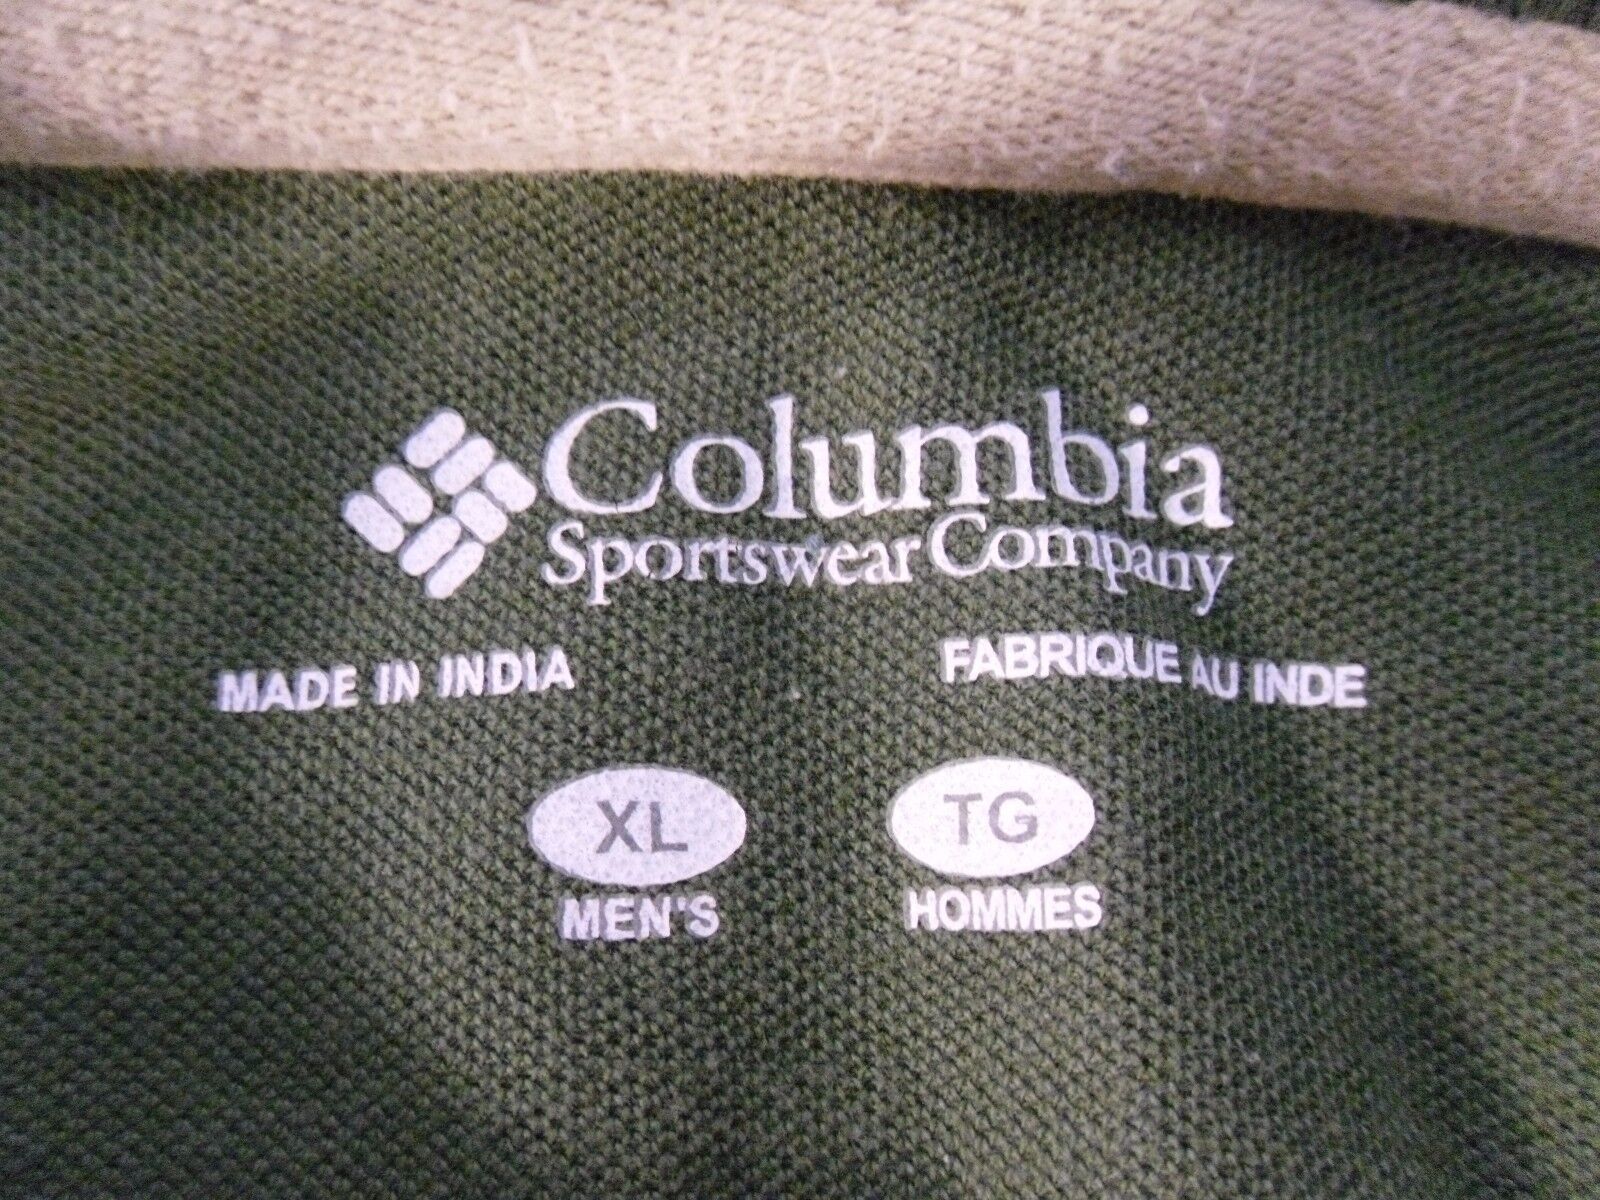 Columbia
Sportswear Company
MADE IN INDIA
FABRIQUE AU INDE
XL
TG
MEN'S
HOMMES